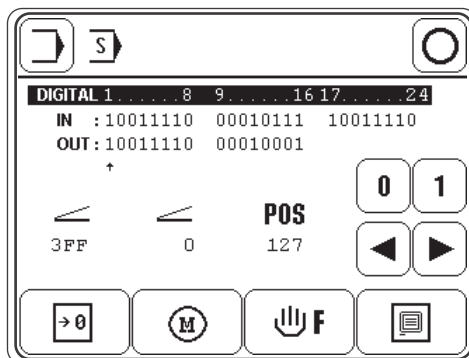 S
DIGITAL 1......8 9......16 17......24
IN :10011110 00010111 10011110
OUT:10011110 00010001
0 1
POS
3FF 0 127
→0 M F